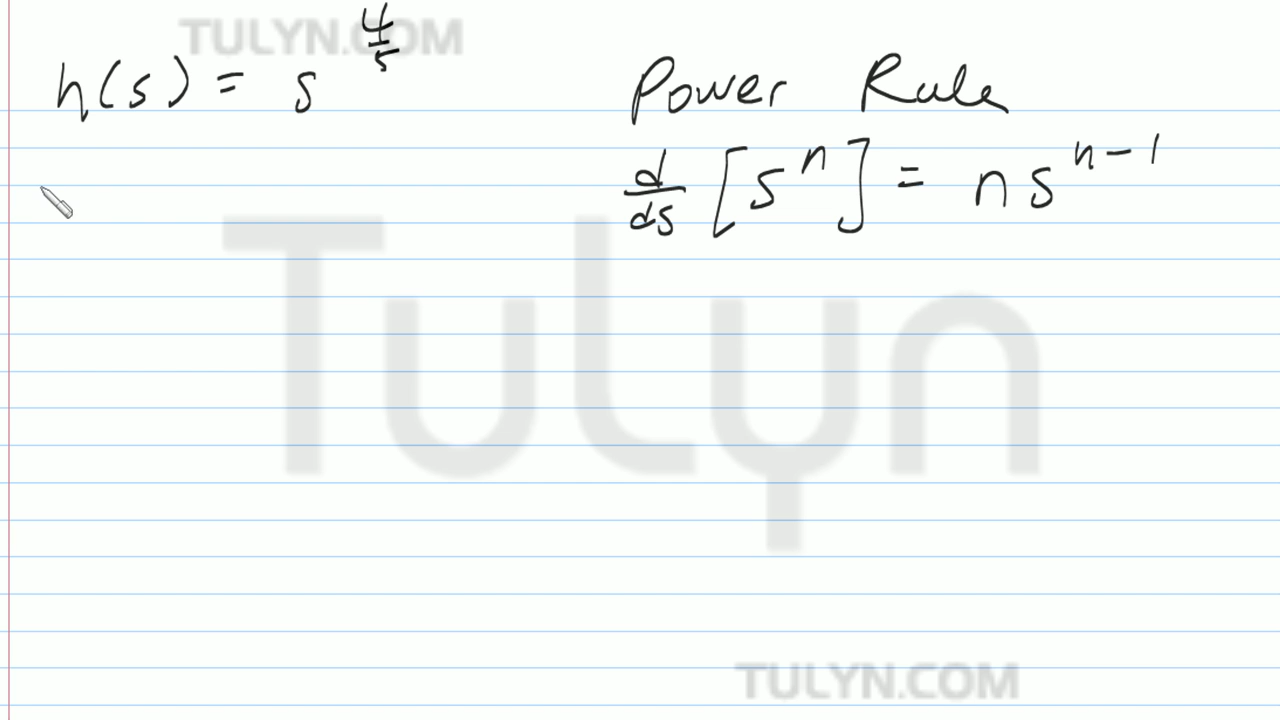 TULYN.COM
h(s) = s^{4/5}
Power Rule
d/ds [s^n] = n s^{n-1}
TuLyn
TULYN.COM